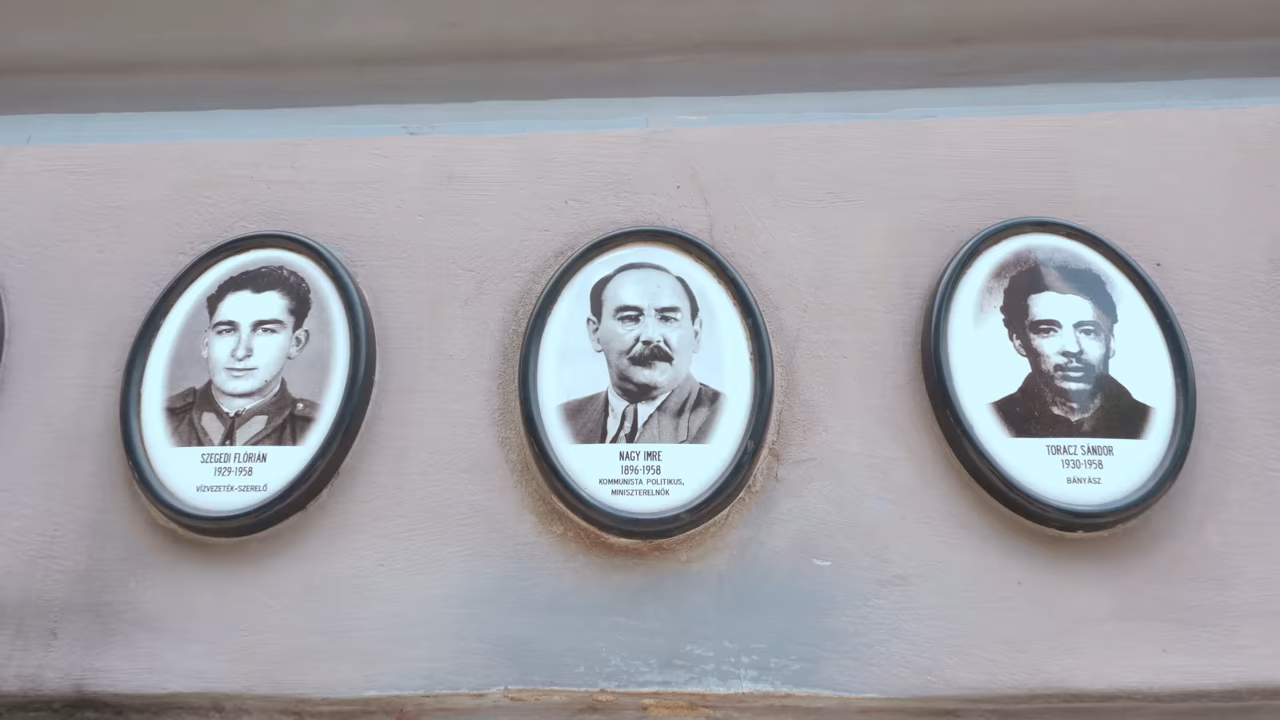 SZEGEDI FLÓRIÁN
1929-1958
VÍZVEZETÉK-SZERELŐ
NAGY IMRE
1896-1958
KOMMUNISTA POLITIKUS,
MINISZTERELNÖK
TORACZ SÁNDOR
1930-1958
BÁNYÁSZ